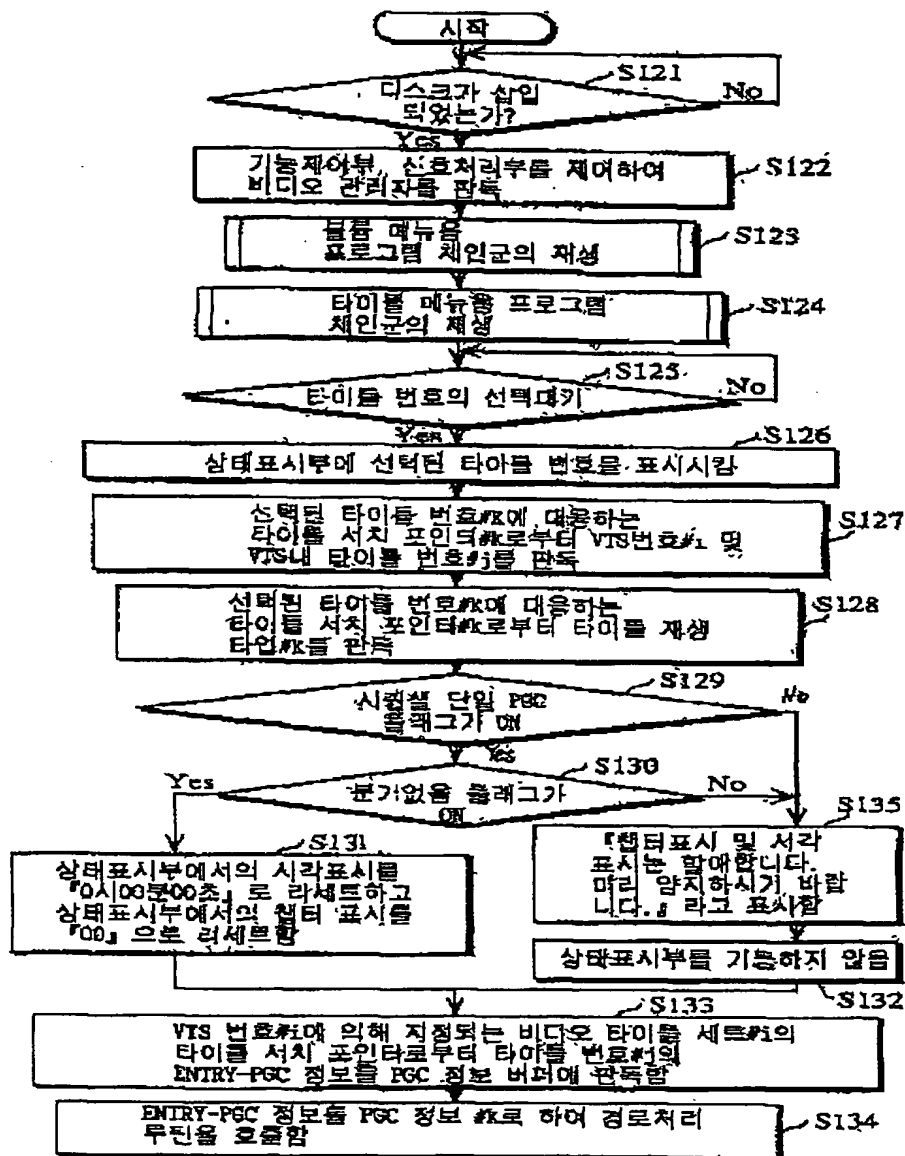 시작
S121
디스크가 삽입
되었는가?
No
Yes
기능제어부, 신호처리부를 제어하여
비디오 관리자를 판독
S122
볼륨 메뉴용
프로그램 체인군의 재생
S123
타이틀 메뉴용 프로그램
체인군의 재생
S124
S125
타이틀 번호의 선택대기
No
Yes
S126
상태표시부에 선택된 타이틀 번호를 표시시킴
선택된 타이틀 번호#k에 대응하는
타이틀 서치 포인터#k로부터 VTS번호#i 및
VTS내 타이틀 번호#j를 판독
S127
선택된 타이틀 번호#k에 대응하는
타이틀 서치 포인터#k로부터 타이틀 재생
타입#k를 판독
S128
S129
단일 PGC
플래그가 ON
No
Yes
S130
분기없음 플래그가
ON
Yes
No
S131
상태표시부에서의 시각표시를
『0시00분00초』로 리세트하고
상태표시부에서의 챕터 표시를
『00』으로 리세트함
S135
『챕터표시 및 시각
표시는 할애합니다.
미리 양지하시기 바랍
니다.』라고 표시함
상태표시부를 기동하지 않음
S132
S133
VTS 번호#i에 의해 지정되는 비디오 타이틀 세트#i의
타이틀 서치 포인터로부터 타이틀 번호#j의
ENTRY-PGC 정보를 PGC 정보 버퍼에 판독함
ENTRY-PGC 정보를 PGC 정보 #k로 하여 경로처리
루틴을 호출함
S134